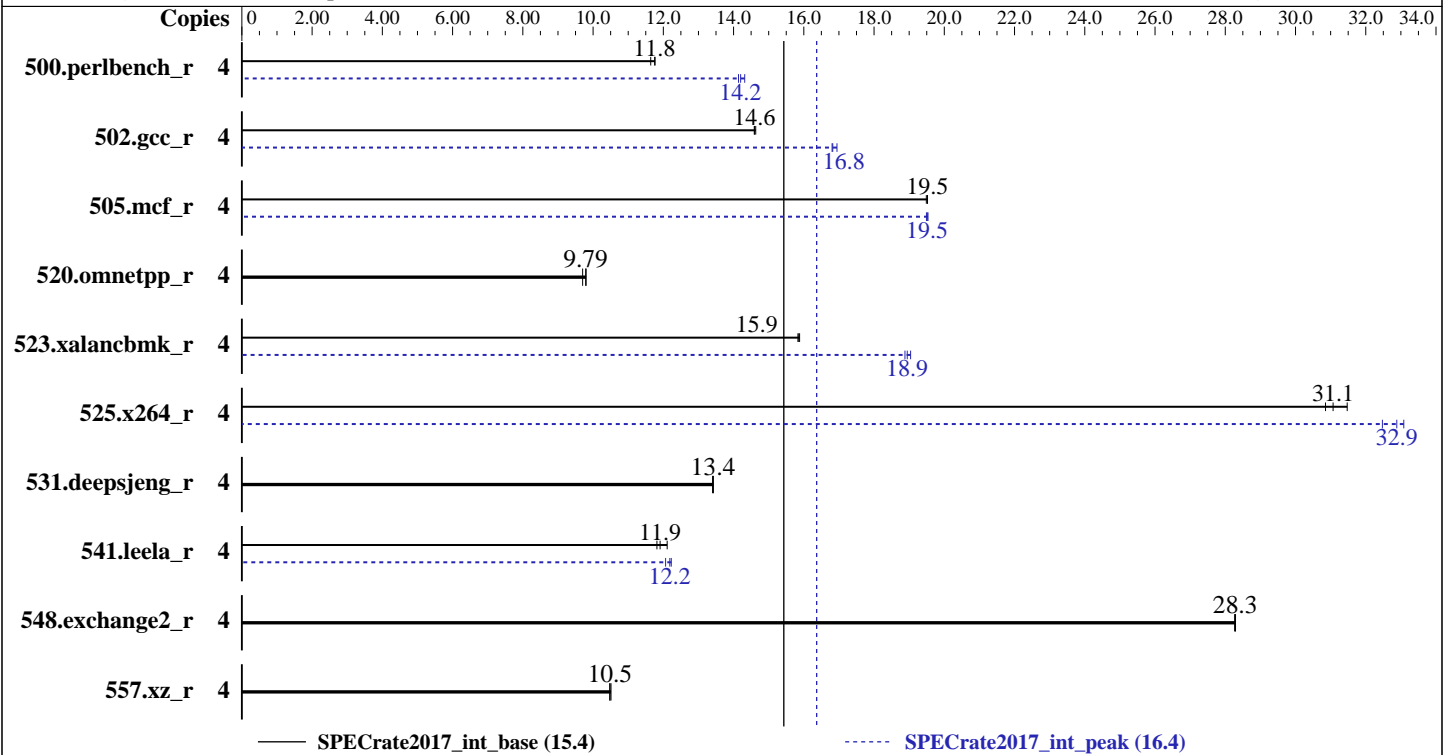 Copies 0 2.00 4.00 6.00 8.00 10.0 12.0 14.0 16.0 18.0 20.0 22.0 24.0 26.0 28.0 30.0 32.0 34.0
500.perlbench_r 4 11.8
14.2
502.gcc_r 4 14.6
16.8
505.mcf_r 4 19.5
19.5
520.omnetpp_r 4 9.79
523.xalancbmk_r 4 15.9
18.9
525.x264_r 4 31.1
32.9
531.deepsjeng_r 4 13.4
541.leela_r 4 11.9
12.2
548.exchange2_r 4 28.3
557.xz_r 4 10.5
SPECrate2017_int_base (15.4) SPECrate2017_int_peak (16.4)